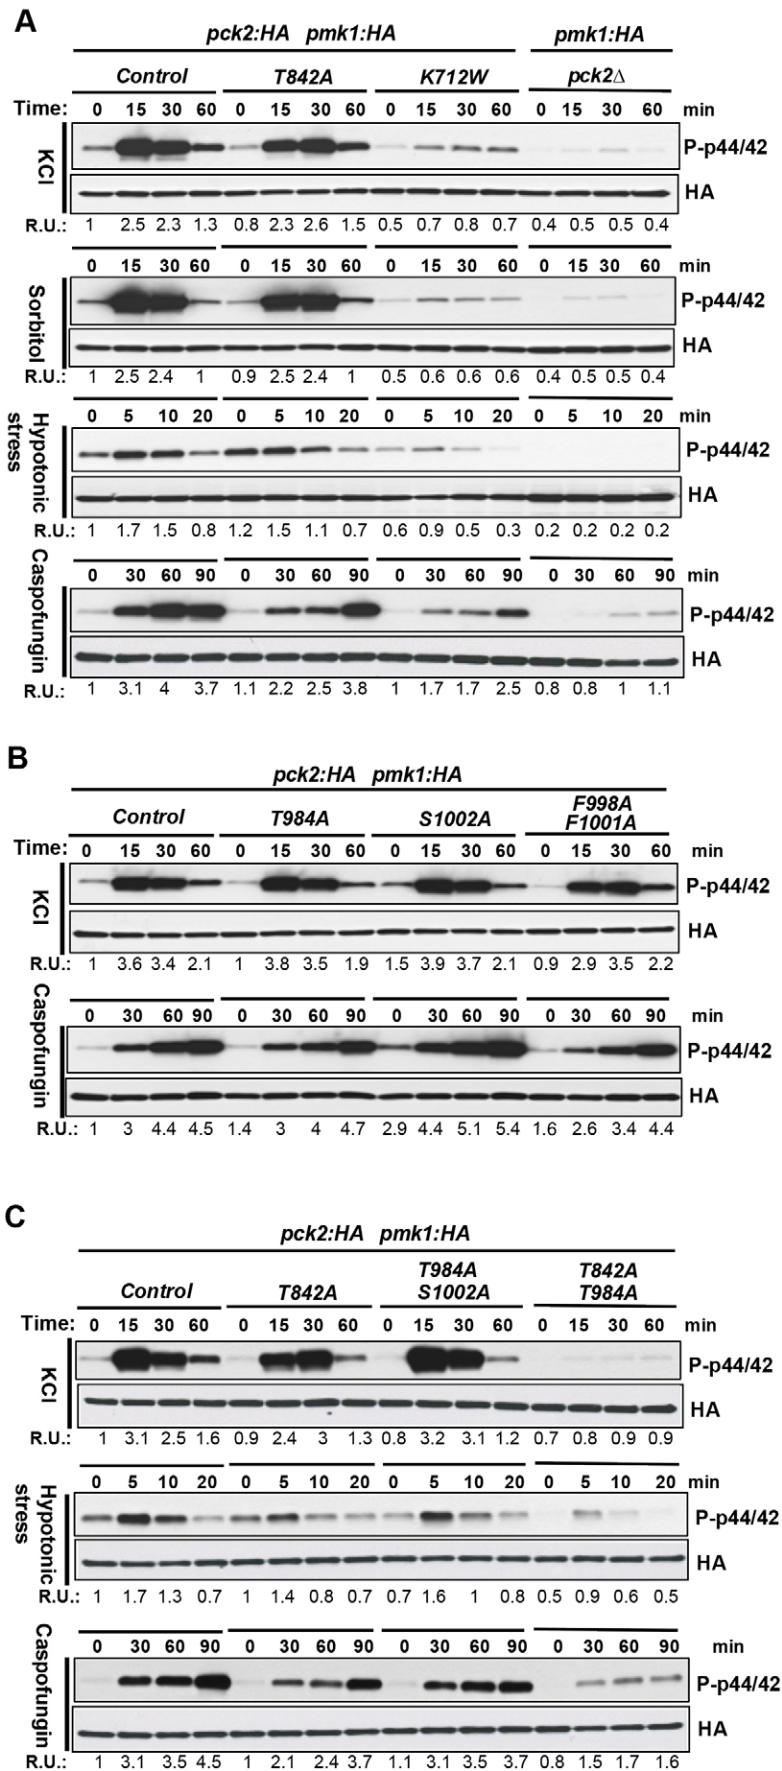 A
pck2:HA pmk1:HA pmk1:HA
Control T842A K712W pck2Δ
Time: 0 15 30 60 0 15 30 60 0 15 30 60 0 15 30 60 min
KCl
P-p44/42
HA
R.U.: 1 2.5 2.3 1.3 0.8 2.3 2.6 1.5 0.5 0.7 0.8 0.7 0.4 0.5 0.5 0.4
0 15 30 60 0 15 30 60 0 15 30 60 0 15 30 60 min
Sorbitol
P-p44/42
HA
R.U.: 1 2.5 2.4 1 0.9 2.5 2.4 1 0.5 0.6 0.6 0.6 0.4 0.5 0.5 0.4
0 5 10 20 0 5 10 20 0 5 10 20 0 5 10 20 min
Hypotonic
stress
P-p44/42
HA
R.U.: 1 1.7 1.5 0.8 1.2 1.5 1.1 0.7 0.6 0.9 0.5 0.3 0.2 0.2 0.2 0.2
0 30 60 90 0 30 60 90 0 30 60 90 0 30 60 90 min
Caspofungin
P-p44/42
HA
R.U.: 1 3.1 4 3.7 1.1 2.2 2.5 3.8 1 1.7 1.7 2.5 0.8 0.8 1 1.1
B
pck2:HA pmk1:HA
Control T984A S1002A F998A
F1001A
Time: 0 15 30 60 0 15 30 60 0 15 30 60 0 15 30 60 min
KCl
P-p44/42
HA
R.U.: 1 3.6 3.4 2.1 1 3.8 3.5 1.9 1.5 3.9 3.7 2.1 0.9 2.9 3.5 2.2
0 30 60 90 0 30 60 90 0 30 60 90 0 30 60 90 min
Caspofungin
P-p44/42
HA
R.U.: 1 3 4.4 4.5 1.4 3 4 4.7 2.9 4.4 5.1 5.4 1.6 2.6 3.4 4.4
C
pck2:HA pmk1:HA
T984A T842A
Control T842A S1002A T984A
Time: 0 15 30 60 0 15 30 60 0 15 30 60 0 15 30 60 min
KCl
P-p44/42
HA
R.U.: 1 3.1 2.5 1.6 0.9 2.4 3 1.3 0.8 3.2 3.1 1.2 0.7 0.8 0.9 0.9
0 5 10 20 0 5 10 20 0 5 10 20 0 5 10 20 min
Hypotonic
stress
P-p44/42
HA
R.U.: 1 1.7 1.3 0.7 1 1.4 0.8 0.7 0.7 1.6 1 0.8 0.5 0.9 0.6 0.5
0 30 60 90 0 30 60 90 0 30 60 90 0 30 60 90 min
Caspofungin
P-p44/42
HA
R.U.: 1 3.1 3.5 4.5 1 2.1 2.4 3.7 1.1 3.1 3.5 3.7 0.8 1.5 1.7 1.6